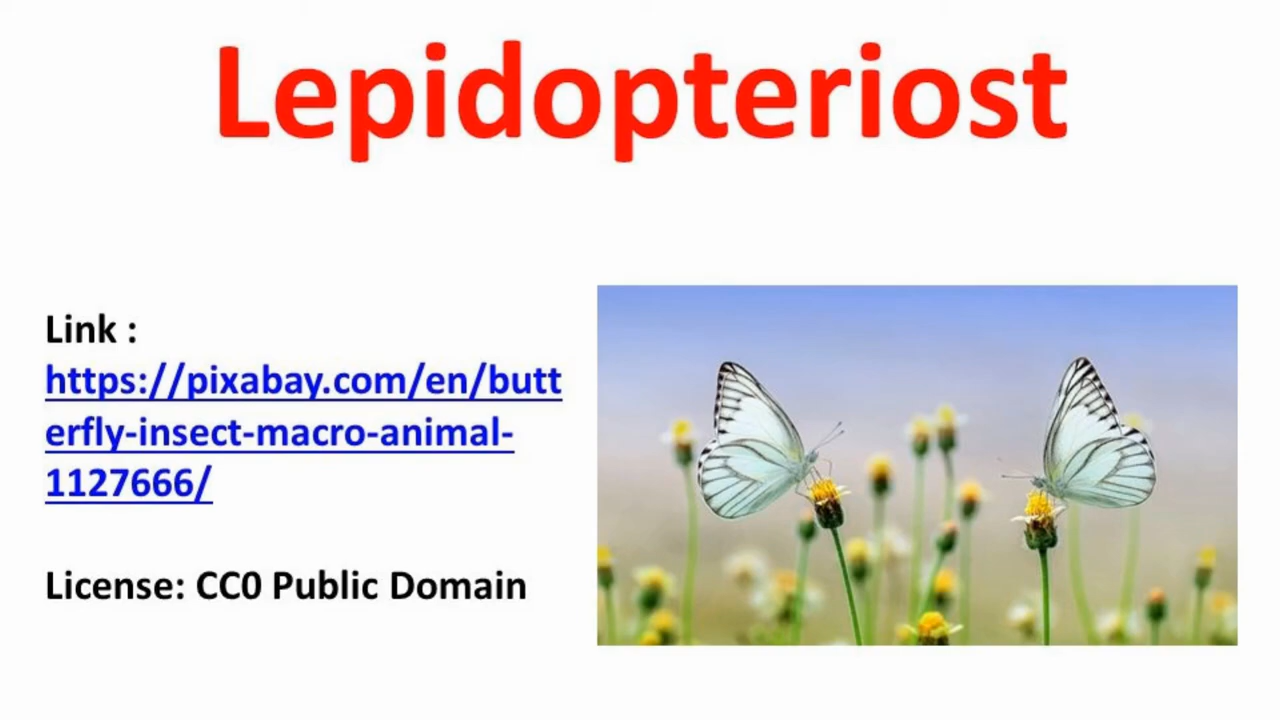 Lepidopteriost
Link :
https://pixabay.com/en/butt
erfly-insect-macro-animal-
1127666/
License: CC0 Public Domain